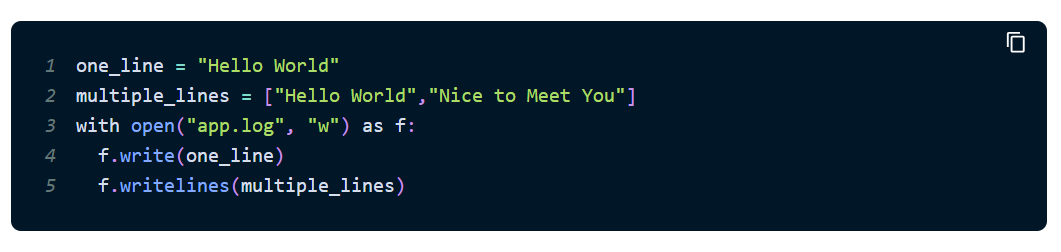 1 one_line = "Hello World"
2 multiple_lines = ["Hello World","Nice to Meet You"]
3 with open("app.log", "w") as f:
4   f.write(one_line)
5   f.writelines(multiple_lines)